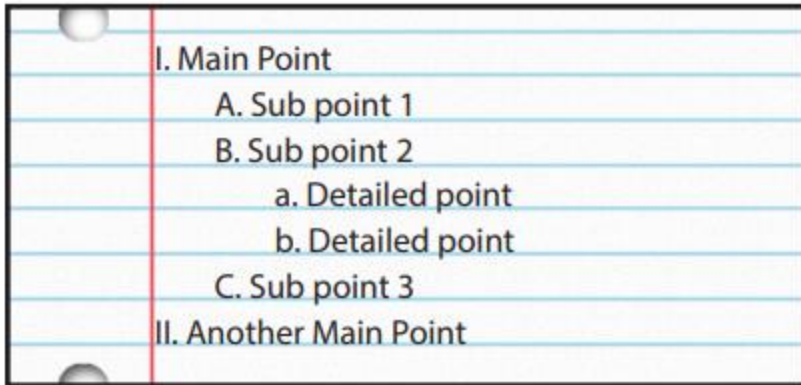 I. Main Point
A. Sub point 1
B. Sub point 2
a. Detailed point
b. Detailed point
C. Sub point 3
II. Another Main Point